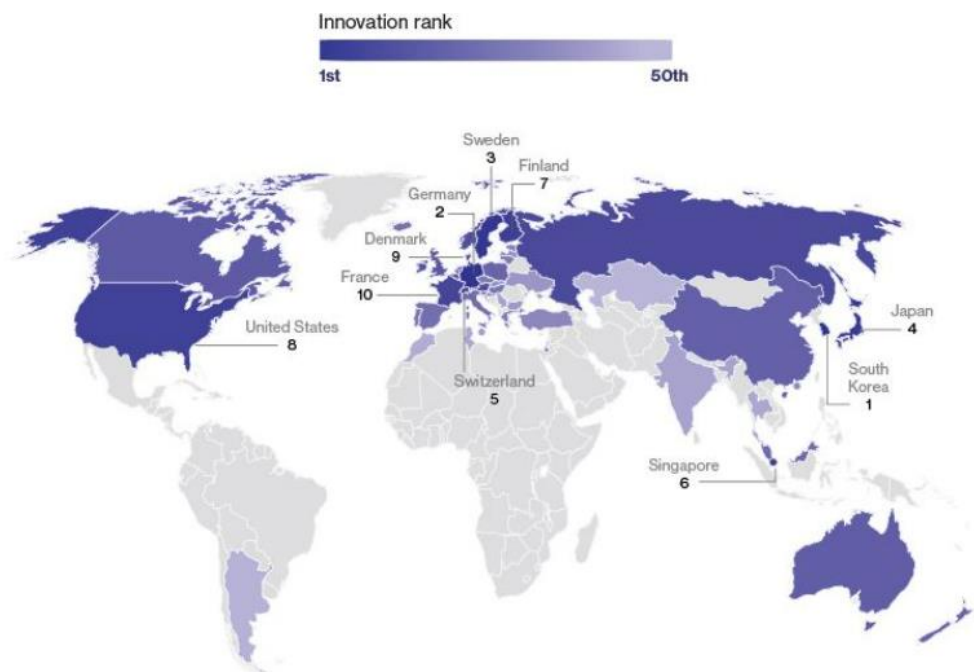 Innovation rank
1st 50th
Sweden
3
Finland
7
Germany
2
Denmark
9
France
10
United States
8
Japan
4
Switzerland
5
South
Korea
1
Singapore
6